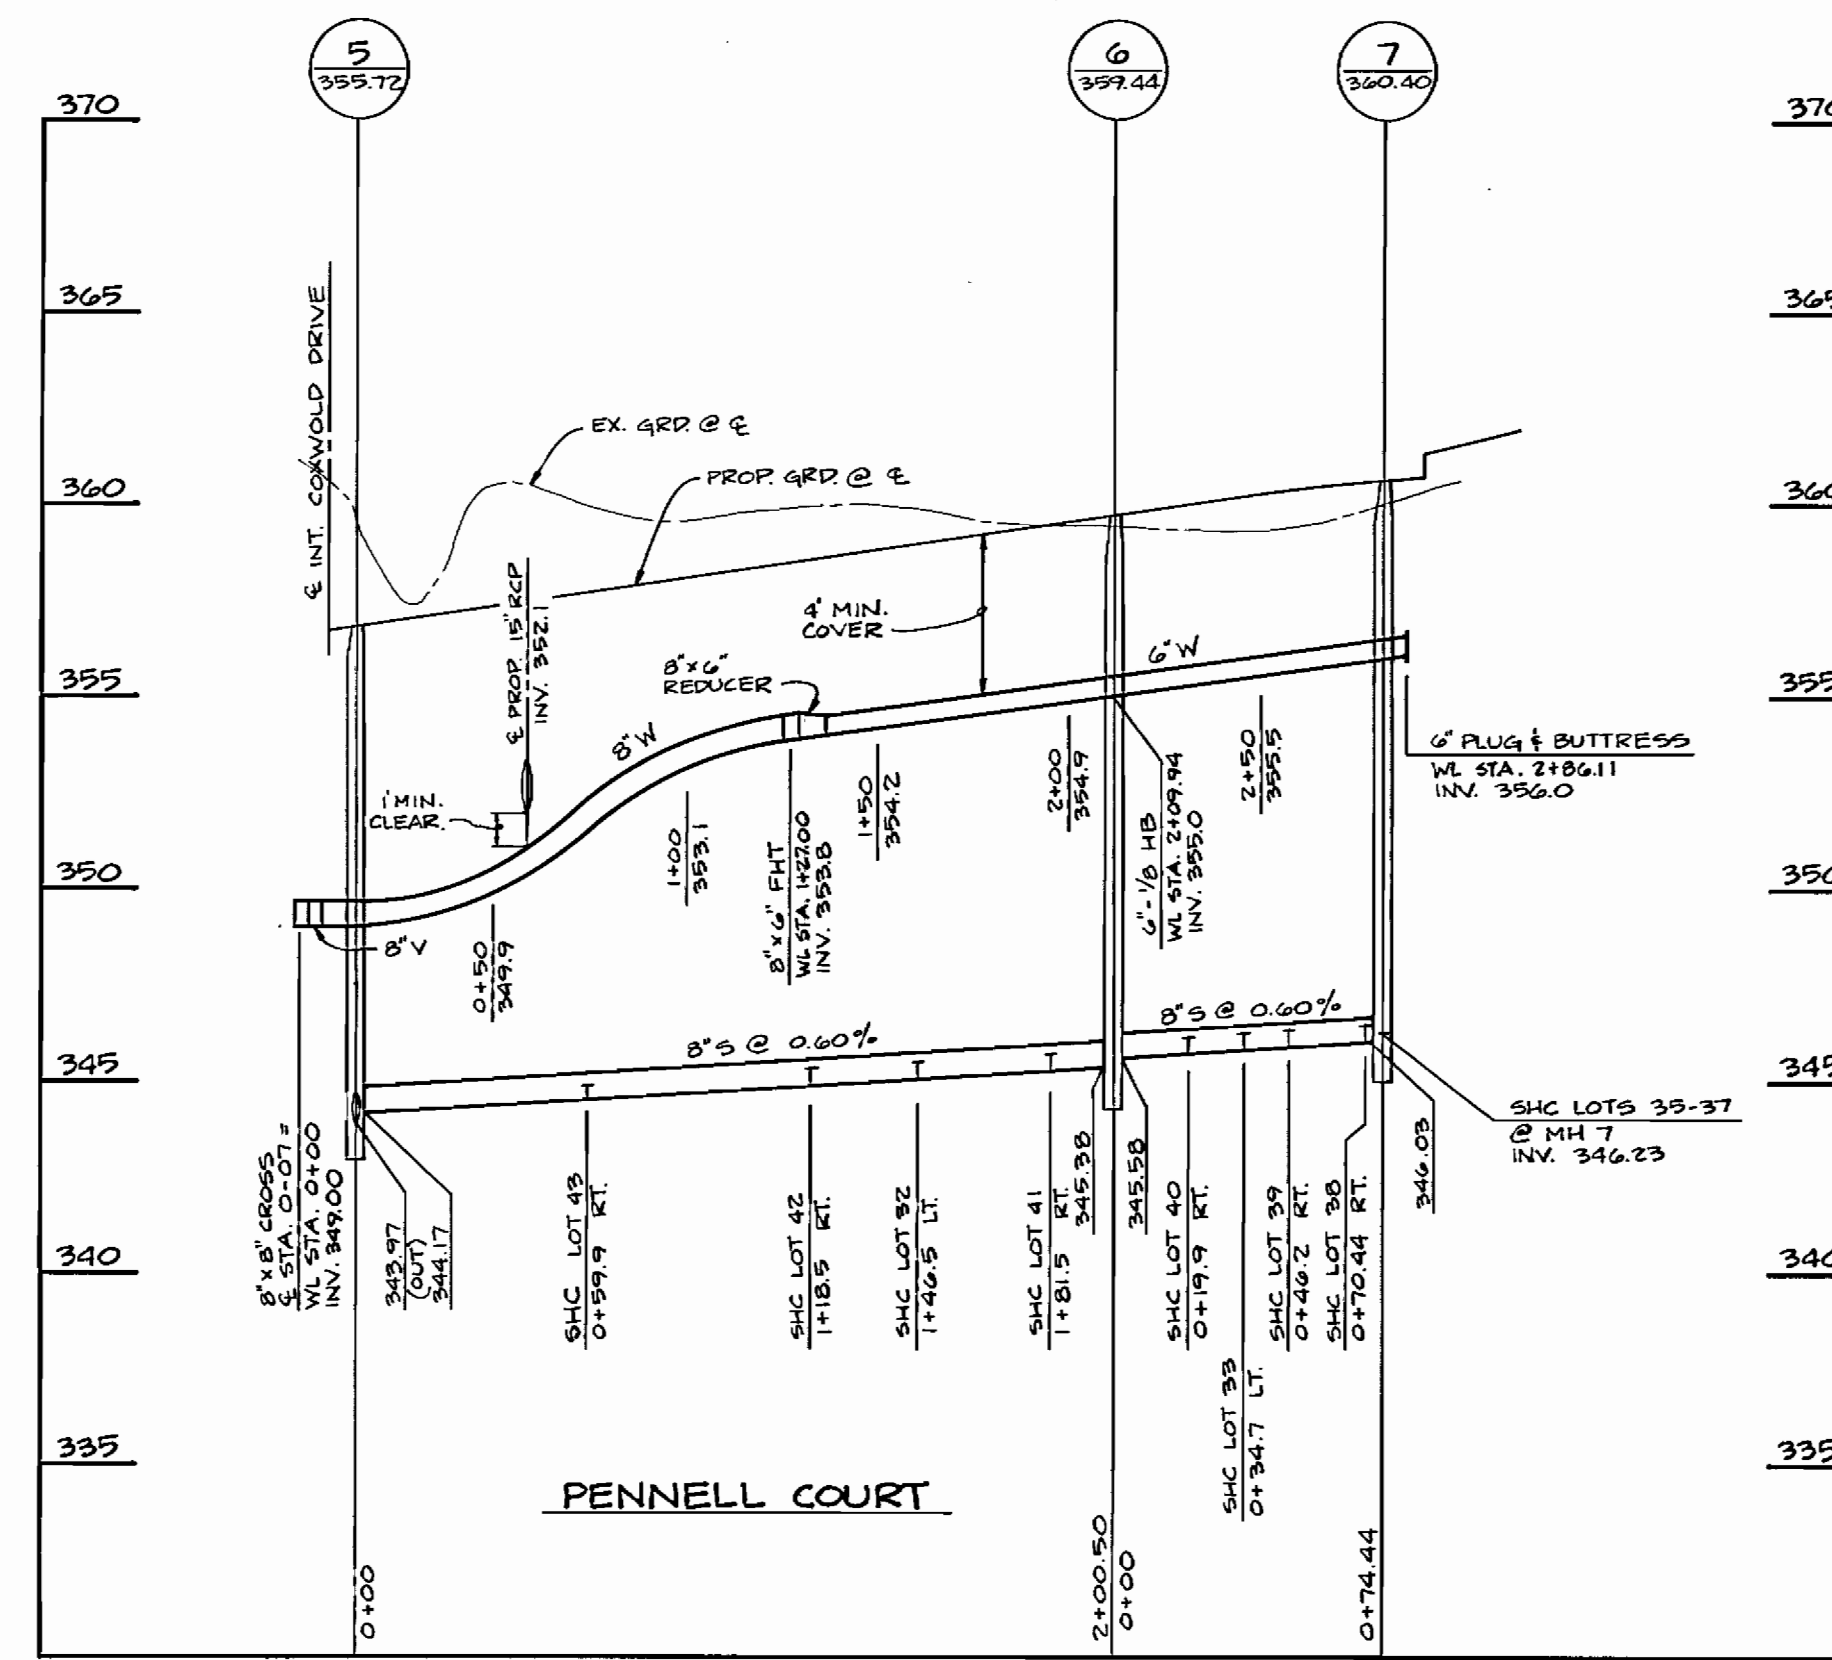 5
355.72
6
359.44
7
360.40
370
370
365
365
360
360
355
355
350
350
345
345
340
340
335
335
℄ INT. COXWOLD DRIVE
EX. GRD. @ ℄
PROP. GRD. @ ℄
℄ PROP. 15" RCP
INV. 352.1
4' MIN.
COVER
8"x6"
REDUCER
6"W
8"W
1' MIN.
CLEAR.
8"V
0+50
349.9
1+00
353.1
8"x6" FHT
WL STA. 1+27.00
INV. 353.8
1+50
354.2
2+00
354.9
6"-1/8 HB
WL STA. 2+09.94
INV. 355.0
2+50
355.5
6" PLUG & BUTTRESS
WL STA. 2+86.11
INV. 356.0
8"S @ 0.60%
8"S @ 0.60%
8"x8" CROSS
℄ STA. 0-07 =
WL STA. 0+00
INV. 349.00
343.97
(OUT)
344.17
SHC LOT 43
0+59.9 RT.
SHC LOT 42
1+18.5 RT.
SHC LOT 32
1+46.5 LT.
SHC LOT 41
1+81.5 RT.
345.38
345.58
SHC LOT 40
0+19.9 RT.
SHC LOT 33
0+34.7 LT.
SHC LOT 39
0+46.2 RT.
SHC LOT 38
0+70.44 RT.
346.03
SHC LOTS 35-37
@ MH 7
INV. 346.23
PENNELL COURT
0+00
2+00.50
0+00
0+74.44